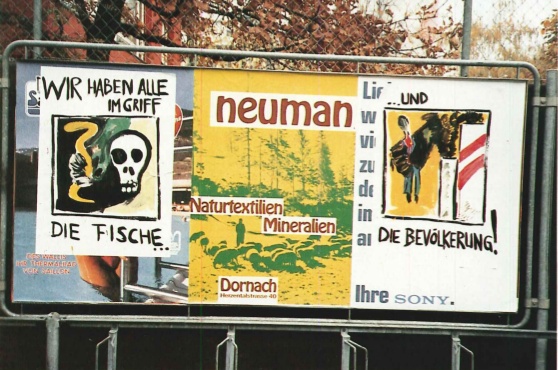 WIR HABEN ALLE
IM GRIFF
DIE FISCHE...
neuman
Naturtextilien
Mineralien
Dornach
...UND
DIE BEVÖLKERUNG!
Ihre SONY.